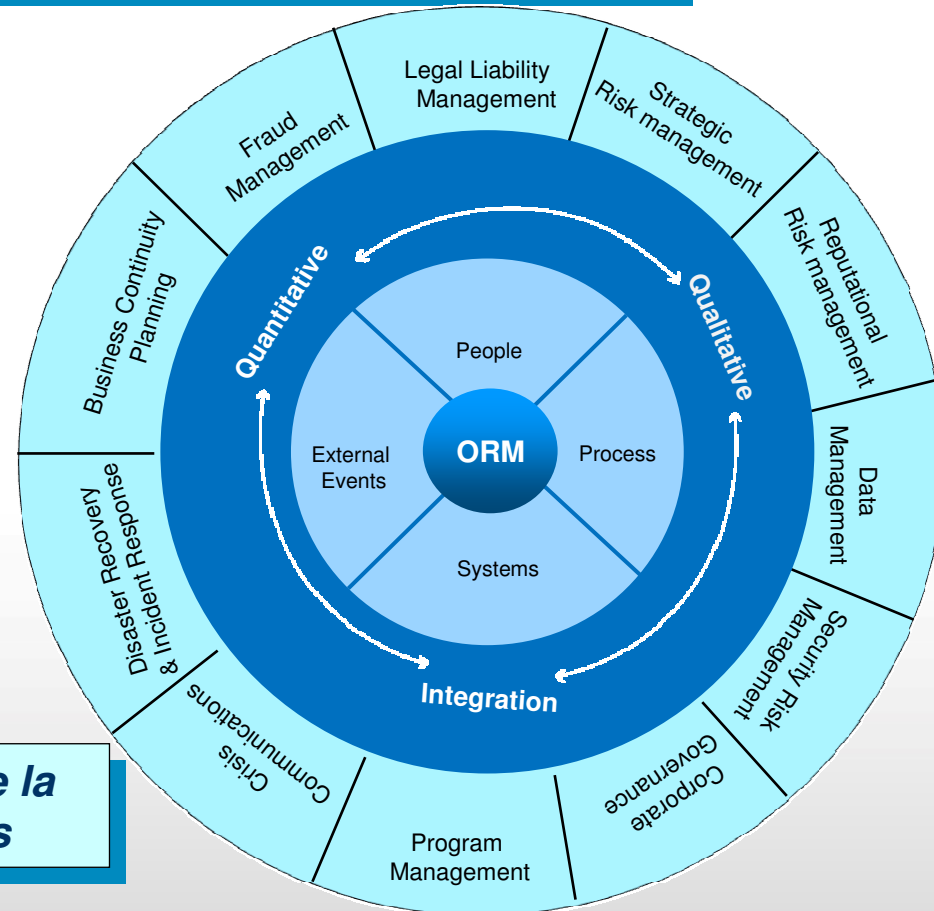 Legal Liability
Management
Strategic
Risk management
Reputational
Risk management
Data
Management
Security Risk
Management
Corporate
Governance
Program
Management
Crisis
Communications
Disaster Recovery
& Incident Response
Business Continuity
Planning
Fraud
Management
Quantitative
Qualitative
Integration
People
Process
Systems
External
Events
ORM
la